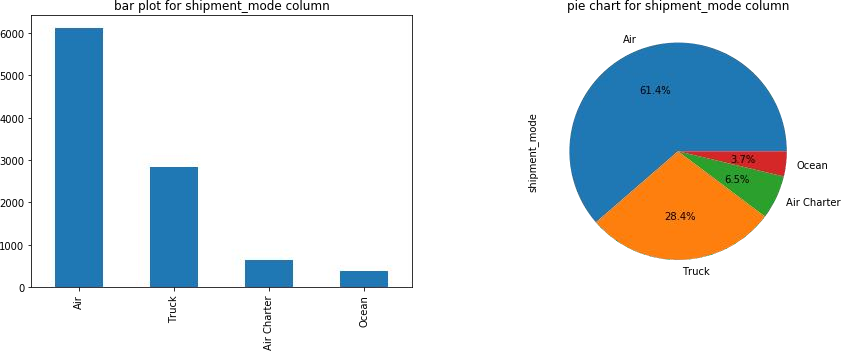 bar plot for shipment_mode column
6000
5000
4000
3000
2000
1000
0
Air
Truck
Air Charter
Ocean
pie chart for shipment_mode column
shipment_mode
Air
61.4%
3.7%
Ocean
6.5%
Air Charter
28.4%
Truck